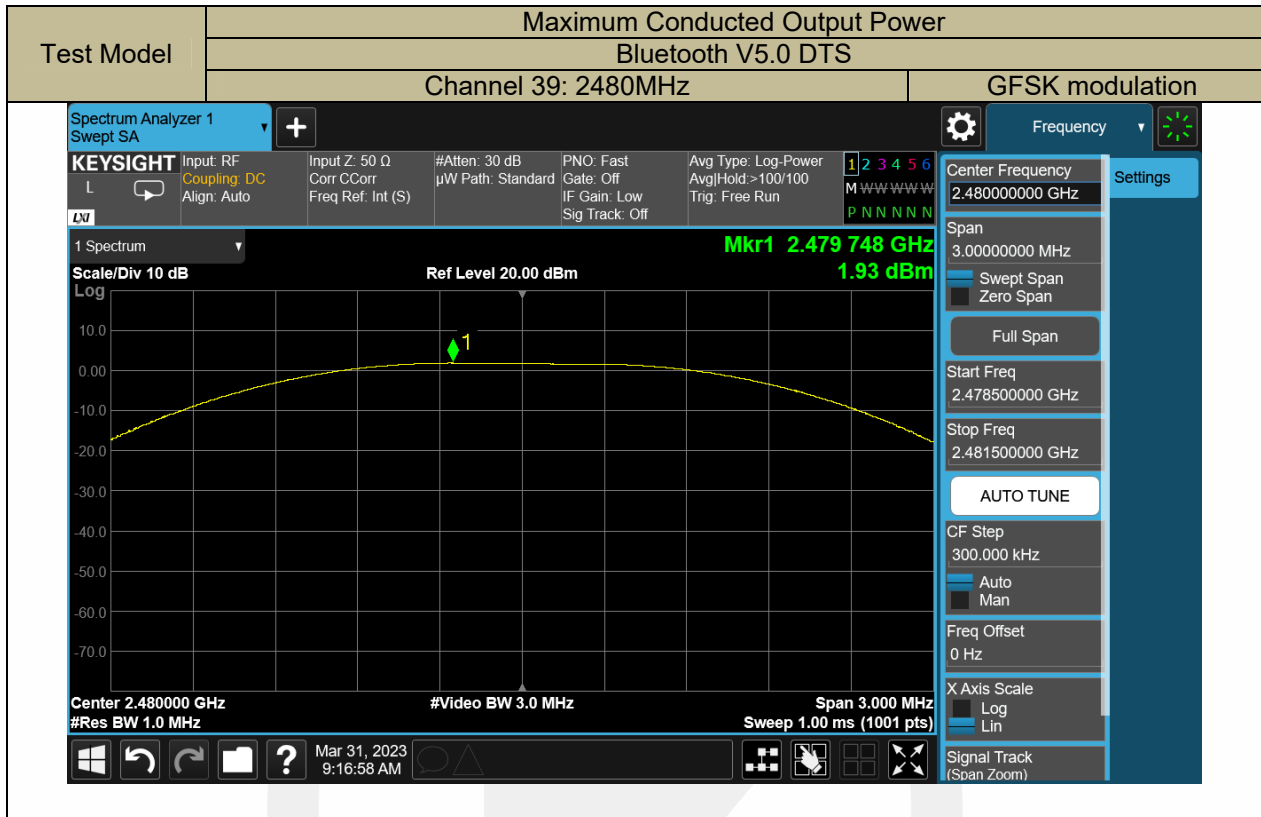 Test Model
Maximum Conducted Output Power
Bluetooth V5.0 DTS
Channel 39: 2480MHz
GFSK modulation
Spectrum Analyzer 1
Swept SA
Frequency
KEYSIGHT
L
LXI
Input: RF
Coupling: DC
Align: Auto
Input Z: 50 Ω
Corr CCorr
Freq Ref: Int (S)
#Atten: 30 dB
µW Path: Standard
PNO: Fast
Gate: Off
IF Gain: Low
Sig Track: Off
Avg Type: Log-Power
Avg|Hold:>100/100
Trig: Free Run
1 2 3 4 5 6
M W W W W W
P N N N N N
1 Spectrum
Mkr1 2.479 748 GHz
Scale/Div 10 dB
Ref Level 20.00 dBm
1.93 dBm
Log
1
10.0
0.00
-10.0
-20.0
-30.0
-40.0
-50.0
-60.0
-70.0
Center 2.480000 GHz
#Video BW 3.0 MHz
Span 3.000 MHz
#Res BW 1.0 MHz
Sweep 1.00 ms (1001 pts)
?
Mar 31, 2023
9:16:58 AM
Center Frequency
2.480000000 GHz
Settings
Span
3.00000000 MHz
Swept Span
Zero Span
Full Span
Start Freq
2.478500000 GHz
Stop Freq
2.481500000 GHz
AUTO TUNE
CF Step
300.000 kHz
Auto
Man
Freq Offset
0 Hz
X Axis Scale
Log
Lin
Signal Track
(Span Zoom)